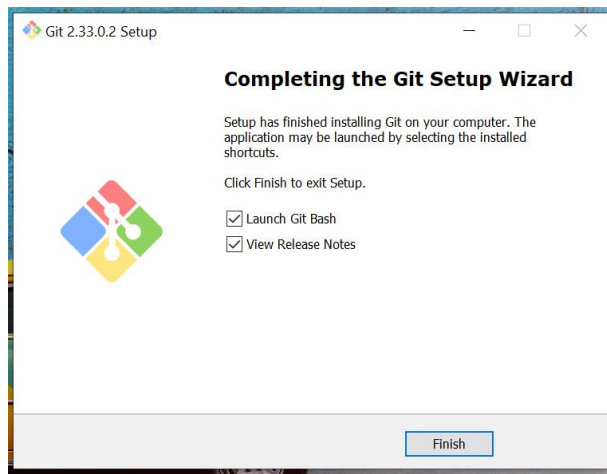 Git 2.33.0.2 Setup
Completing the Git Setup Wizard
Setup has finished installing Git on your computer. The
application may be launched by selecting the installed
shortcuts.
Click Finish to exit Setup.
Launch Git Bash
View Release Notes
Finish